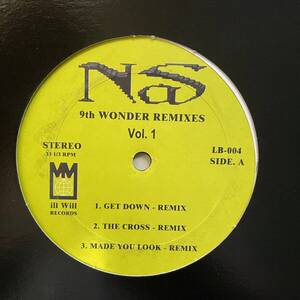 NaS
9th WONDER REMIXES
Vol. 1
STEREO
33 1/3 RPM
LB-004
SIDE. A
ill Will
RECORDS
1. GET DOWN - REMIX
2. THE CROSS - REMIX
3. MADE YOU LOOK - REMIX